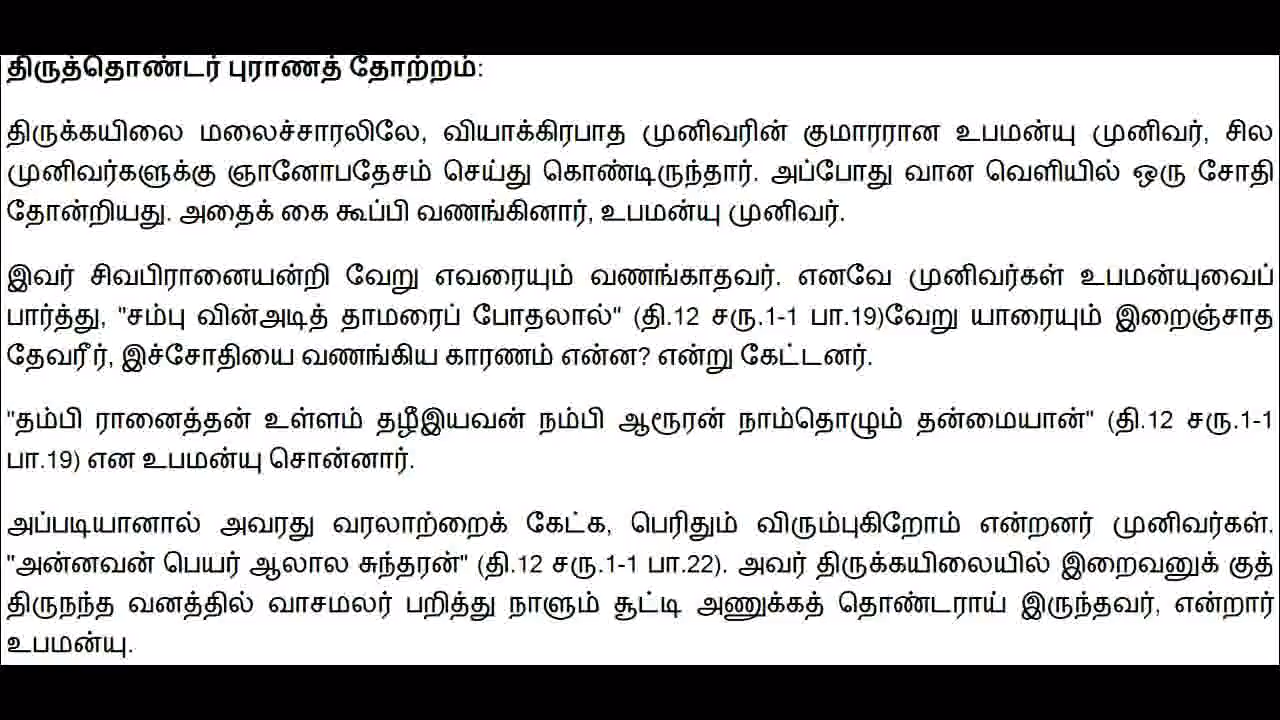 திருத்தொண்டர் புராணத் தோற்றம்:
திருக்கயிலை மலைச்சாரலிலே, வியாக்கிரபாத முனிவரின் குமாரரான உபமன்யு முனிவர், சில
முனிவர்களுக்கு ஞானோபதேசம் செய்து கொண்டிருந்தார். அப்போது வான வெளியில் ஒரு சோதி
தோன்றியது. அதைக் கை கூப்பி வணங்கினார், உபமன்யு முனிவர்.
இவர் சிவபிரானையன்றி வேறு எவரையும் வணங்காதவர். எனவே முனிவர்கள் உபமன்யுவைப்
பார்த்து, "சம்பு வின்அடித் தாமரைப் போதலால்" (தி.12 சரு.1-1 பா.19)வேறு யாரையும் இறைஞ்சாத
தேவரீர், இச்சோதியை வணங்கிய காரணம் என்ன? என்று கேட்டனர்.
"தம்பி ரானைத்தன் உள்ளம் தழீஇயவன் நம்பி ஆரூரன் நாம்தொழும் தன்மையான்" (தி.12 சரு.1-1
பா.19) என உபமன்யு சொன்னார்.
அப்படியானால் அவரது வரலாற்றைக் கேட்க, பெரிதும் விரும்புகிறோம் என்றனர் முனிவர்கள்.
"அன்னவன் பெயர் ஆலால சுந்தரன்" (தி.12 சரு.1-1 பா.22). அவர் திருக்கயிலையில் இறைவனுக் குத்
திருநந்த வனத்தில் வாசமலர் பறித்து நாளும் சூட்டி அணுக்கத் தொண்டராய் இருந்தவர், என்றார்
உபமன்யு.